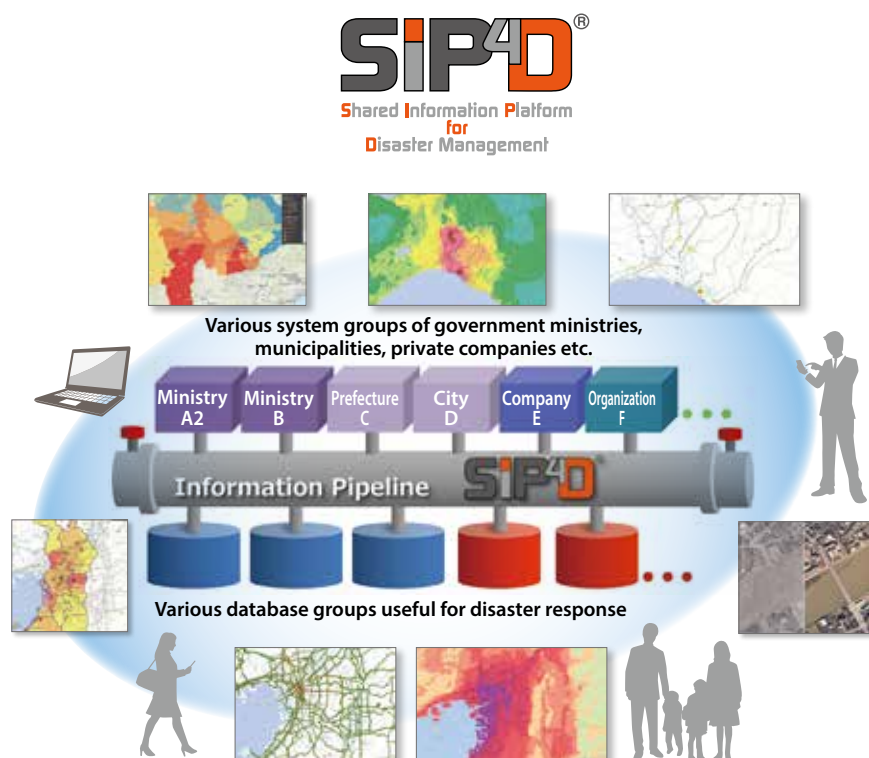 SiP4D®
Shared Information Platform
for
Disaster Management
Various system groups of government ministries,
municipalities, private companies etc.
Ministry A2
Ministry B
Prefecture C
City D
Company E
Organization F
Information Pipeline SiP4D®
Various database groups useful for disaster response